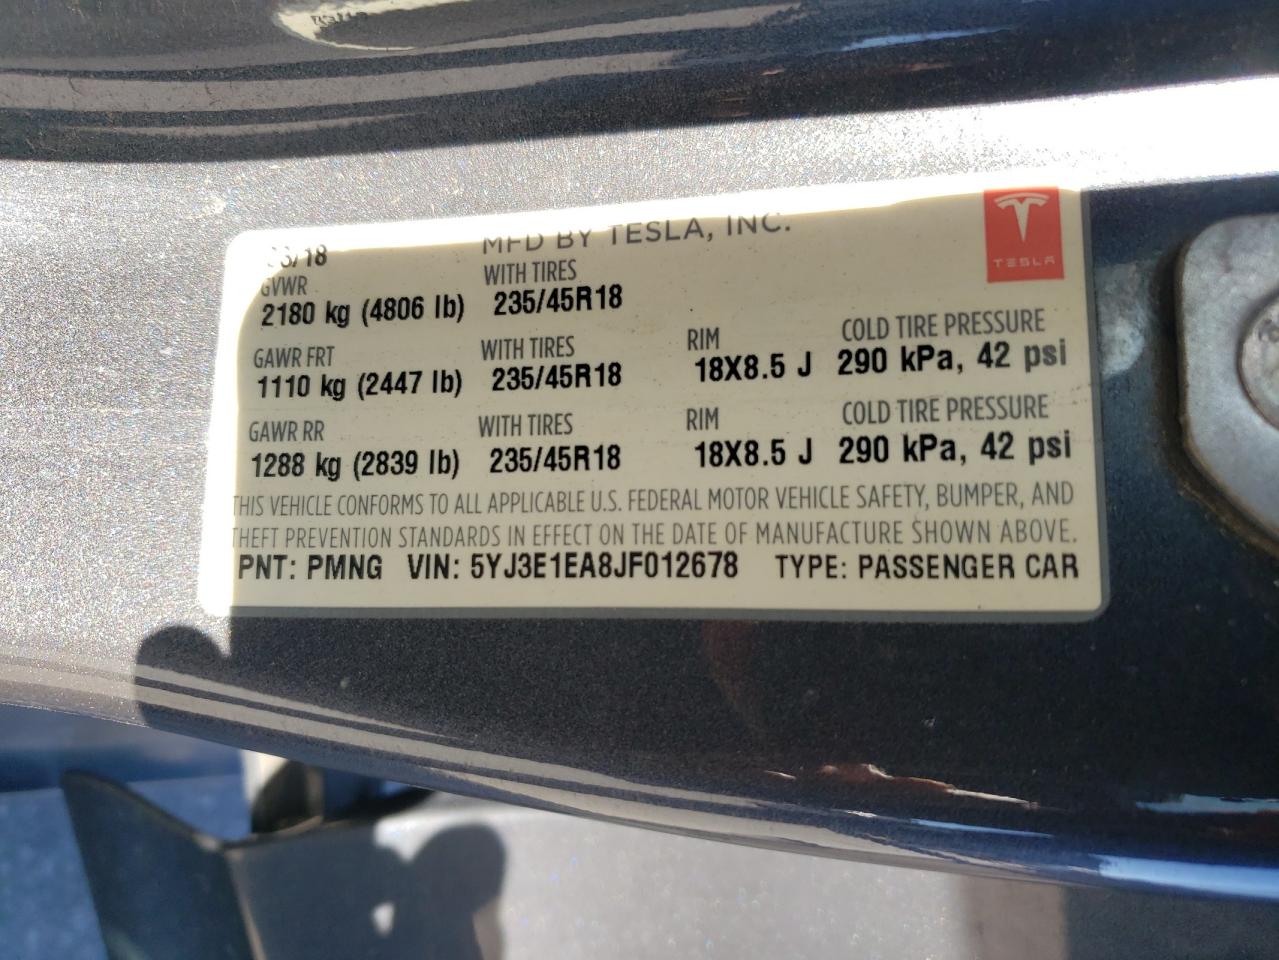 /18 MFD BY TESLA, INC.
TESLA
GVWR WITH TIRES
2180 kg (4806 lb) 235/45R18
GAWR FRT WITH TIRES RIM COLD TIRE PRESSURE
1110 kg (2447 lb) 235/45R18 18X8.5 J 290 kPa, 42 psi
GAWR RR WITH TIRES RIM COLD TIRE PRESSURE
1288 kg (2839 lb) 235/45R18 18X8.5 J 290 kPa, 42 psi
THIS VEHICLE CONFORMS TO ALL APPLICABLE U.S. FEDERAL MOTOR VEHICLE SAFETY, BUMPER, AND
THEFT PREVENTION STANDARDS IN EFFECT ON THE DATE OF MANUFACTURE SHOWN ABOVE.
PNT: PMNG VIN: 5YJ3E1EA8JF012678 TYPE: PASSENGER CAR